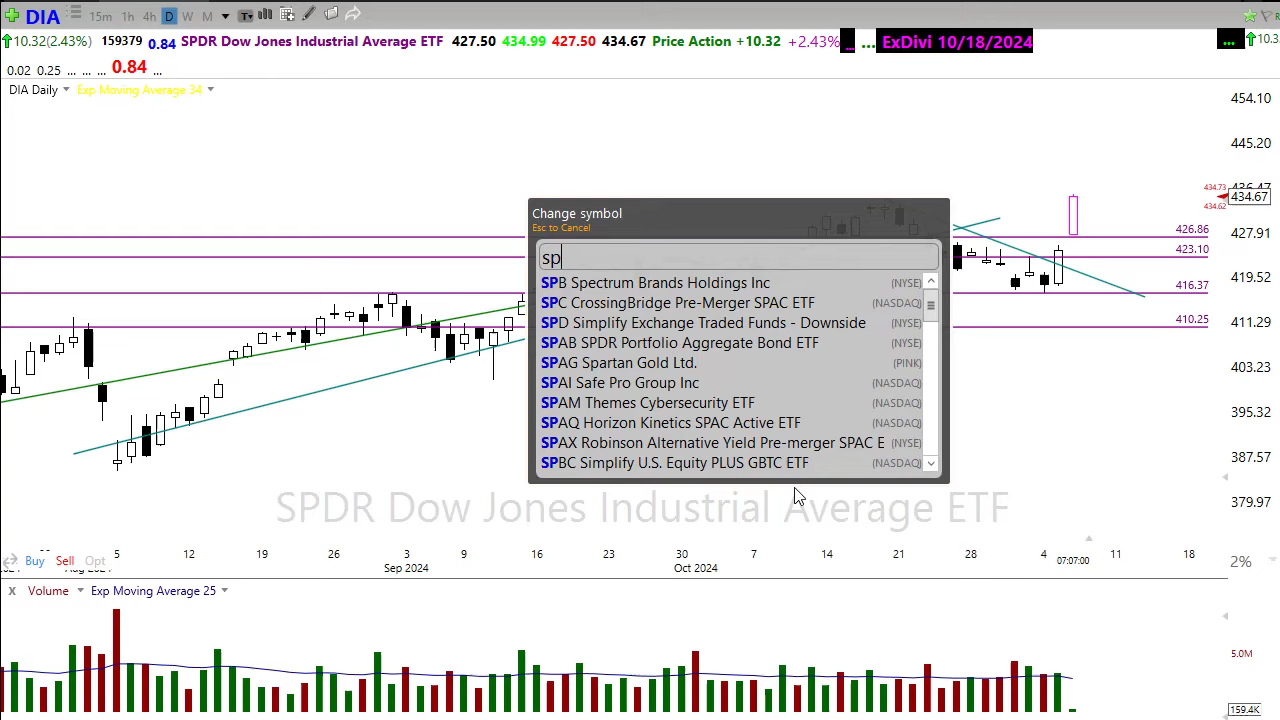 DIA 15m 1h 4h D W M T
10.32(2.43%) 159379 0.84 SPDR Dow Jones Industrial Average ETF 427.50 434.99 427.50 434.67 Price Action +10.32 +2.43% ... ... ExDivi 10/18/2024 ... 10.3
0.02 0.25 ... ... ... 0.84 ...
DIA Daily Exp Moving Average 34
454.10
445.20
434.73
434.67
434.62
426.86
427.91
423.10
419.52
416.37
410.25
411.29
403.23
395.32
387.57
379.97
Change symbol
Esc to Cancel
sp
SPB Spectrum Brands Holdings Inc (NYSE)
SPC CrossingBridge Pre-Merger SPAC ETF (NASDAQ)
SPD Simplify Exchange Traded Funds - Downside (NYSE)
SPAB SPDR Portfolio Aggregate Bond ETF (NYSE)
SPAG Spartan Gold Ltd. (PINK)
SPAI Safe Pro Group Inc (NASDAQ)
SPAM Themes Cybersecurity ETF (NASDAQ)
SPAQ Horizon Kinetics SPAC Active ETF (NASDAQ)
SPAX Robinson Alternative Yield Pre-merger SPAC E (NYSE)
SPBC Simplify U.S. Equity PLUS GBTC ETF (NASDAQ)
SPDR Dow Jones Industrial Average ETF
5 12 19 26 3 9 16 23 30 7 14 21 28 4 11 18
Buy Sell Opt
Sep 2024 Oct 2024 07:07:00
2%
X Volume Exp Moving Average 25
5.0M
159.4K